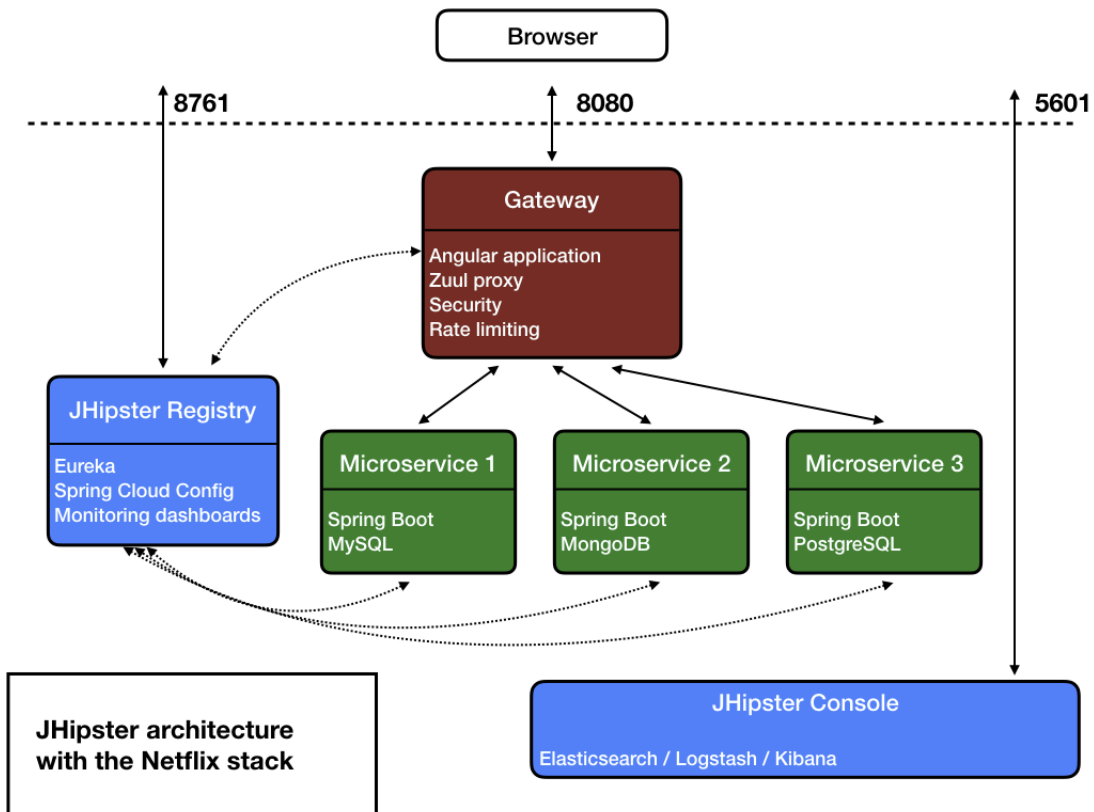 Browser
8761
8080
5601
Gateway
Angular application
Zuul proxy
Security
Rate limiting
JHipster Registry
Eureka
Spring Cloud Config
Monitoring dashboards
Microservice 1
Spring Boot
MySQL
Microservice 2
Spring Boot
MongoDB
Microservice 3
Spring Boot
PostgreSQL
JHipster architecture
with the Netflix stack
JHipster Console
Elasticsearch / Logstash / Kibana